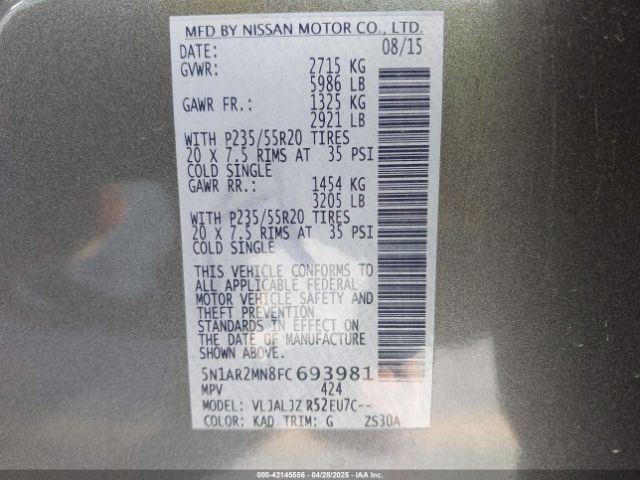 MFD BY NISSAN MOTOR CO., LTD.
DATE: 08/15
GVWR: 2715 KG
5986 LB
GAWR FR.: 1325 KG
2921 LB
WITH P235/55R20 TIRES
20 X 7.5 RIMS AT 35 PSI
COLD SINGLE
GAWR RR.: 1454 KG
3205 LB
WITH P235/55R20 TIRES
20 X 7.5 RIMS AT 35 PSI
COLD SINGLE
THIS VEHICLE CONFORMS TO
ALL APPLICABLE FEDERAL
MOTOR VEHICLE SAFETY AND
THEFT PREVENTION
STANDARDS IN EFFECT ON
THE DATE OF MANUFACTURE
SHOWN ABOVE.
5N1AR2MN8FC693981
MPV 424
MODEL: VLJALJZ R52EU7C--
COLOR: KAD TRIM: G ZS30A
000-42145556 - 04/28/2025 - IAAI.com